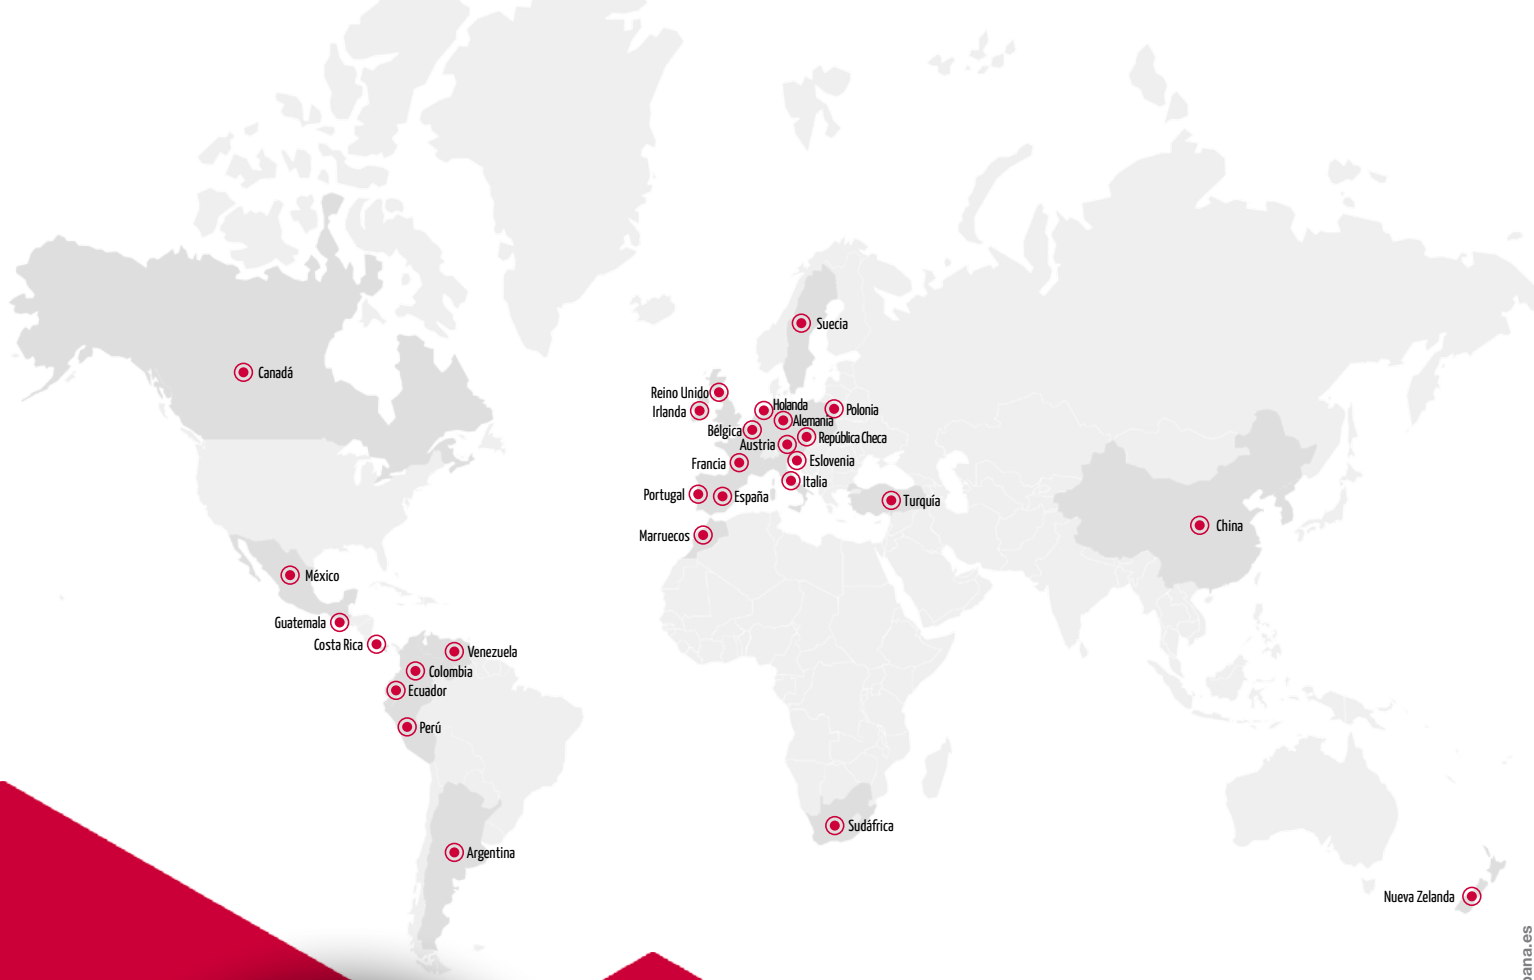 Suecia
Canadá
Reino Unido
Holanda
Irlanda
Polonia
Alemania
Bélgica
República Checa
Austria
Francia
Eslovenia
Italia
Portugal
España
Turquía
China
Marruecos
México
Guatemala
Costa Rica
Venezuela
Colombia
Ecuador
Perú
Sudáfrica
Argentina
Nueva Zelanda